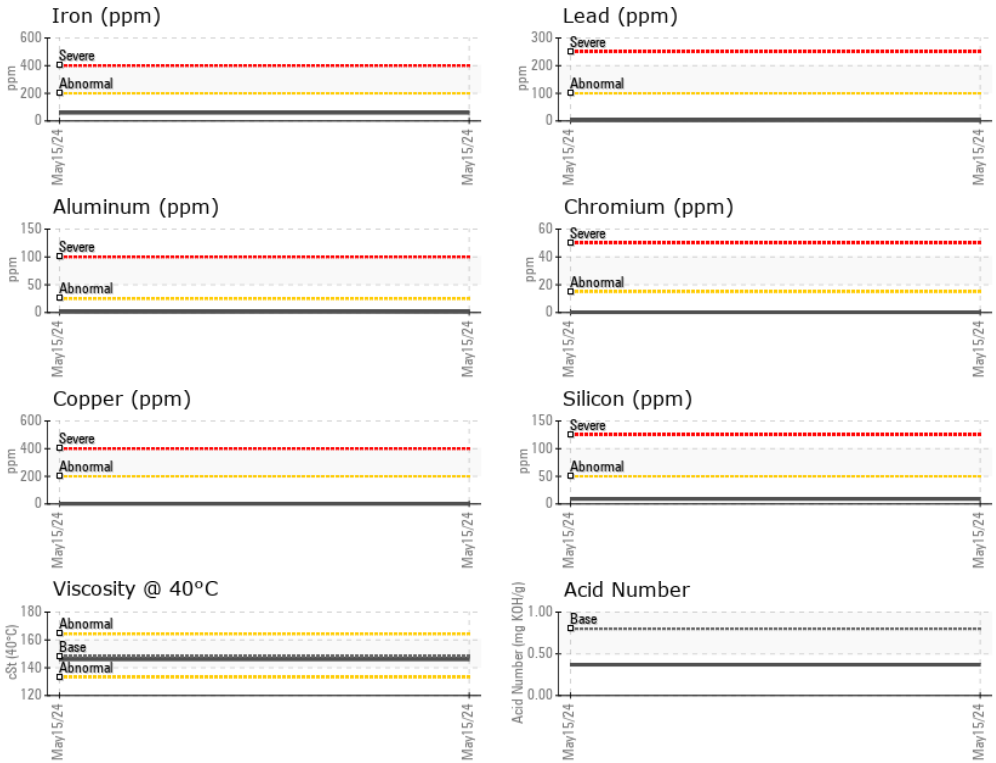 Iron (ppm)
600
400
200
0
ppm
Severe
Abnormal
May15/24
May15/24
Lead (ppm)
300
200
100
0
ppm
Severe
Abnormal
May15/24
May15/24
Aluminum (ppm)
150
100
50
0
ppm
Severe
Abnormal
May15/24
May15/24
Chromium (ppm)
60
40
20
0
ppm
Severe
Abnormal
May15/24
May15/24
Copper (ppm)
600
400
200
0
ppm
Severe
Abnormal
May15/24
May15/24
Silicon (ppm)
150
100
50
0
ppm
Severe
Abnormal
May15/24
May15/24
Viscosity @ 40°C
180
160
140
120
cSt (40°C)
Abnormal
Base
Abnormal
May15/24
May15/24
Acid Number
1.00
0.50
0.00
Acid Number (mg KOH/g)
Base
May15/24
May15/24